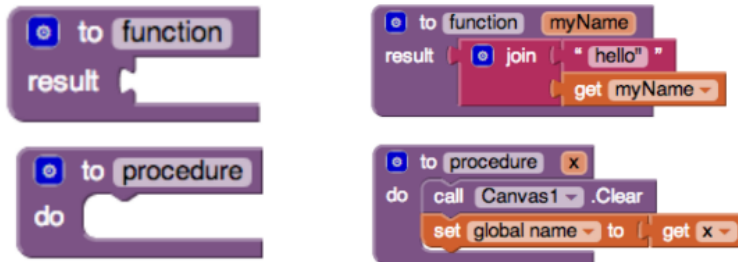 to function
result
to function myName
result join " hello" "
get myName
to procedure
do
to procedure x
do call Canvas1 .Clear
set global name to get x